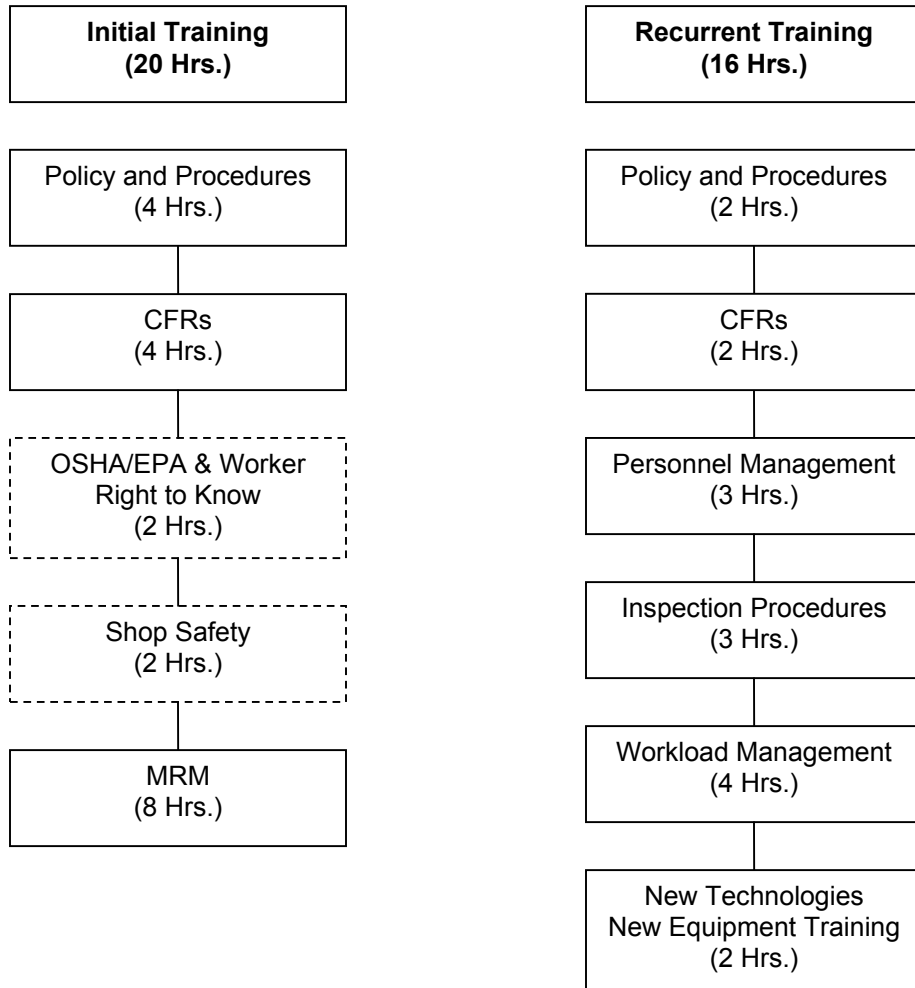 Initial Training
(20 Hrs.)
Policy and Procedures
(4 Hrs.)
CFRs
(4 Hrs.)
OSHA/EPA & Worker
Right to Know
(2 Hrs.)
Shop Safety
(2 Hrs.)
MRM
(8 Hrs.)
Recurrent Training
(16 Hrs.)
Policy and Procedures
(2 Hrs.)
CFRs
(2 Hrs.)
Personnel Management
(3 Hrs.)
Inspection Procedures
(3 Hrs.)
Workload Management
(4 Hrs.)
New Technologies
New Equipment Training
(2 Hrs.)